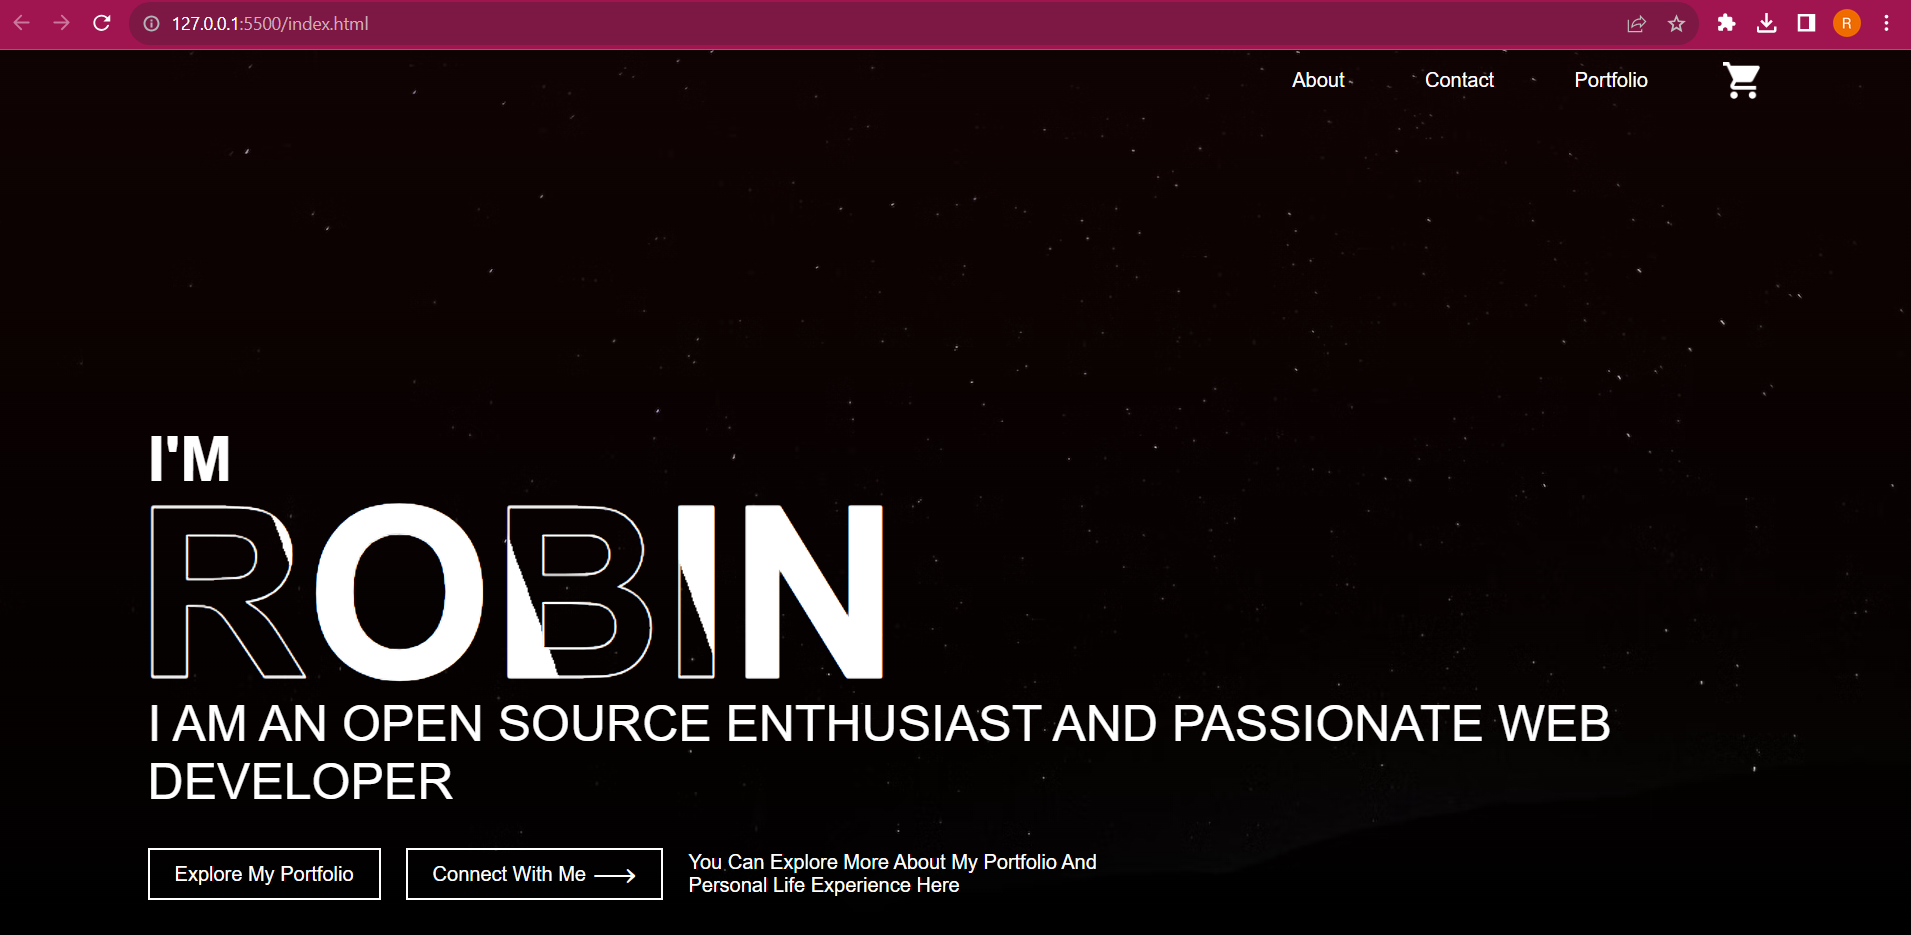 127.0.0.1:5500/index.html
R
About
Contact
Portfolio
I'M
ROBIN
I AM AN OPEN SOURCE ENTHUSIAST AND PASSIONATE WEB
DEVELOPER
Explore My Portfolio
Connect With Me
You Can Explore More About My Portfolio And
Personal Life Experience Here